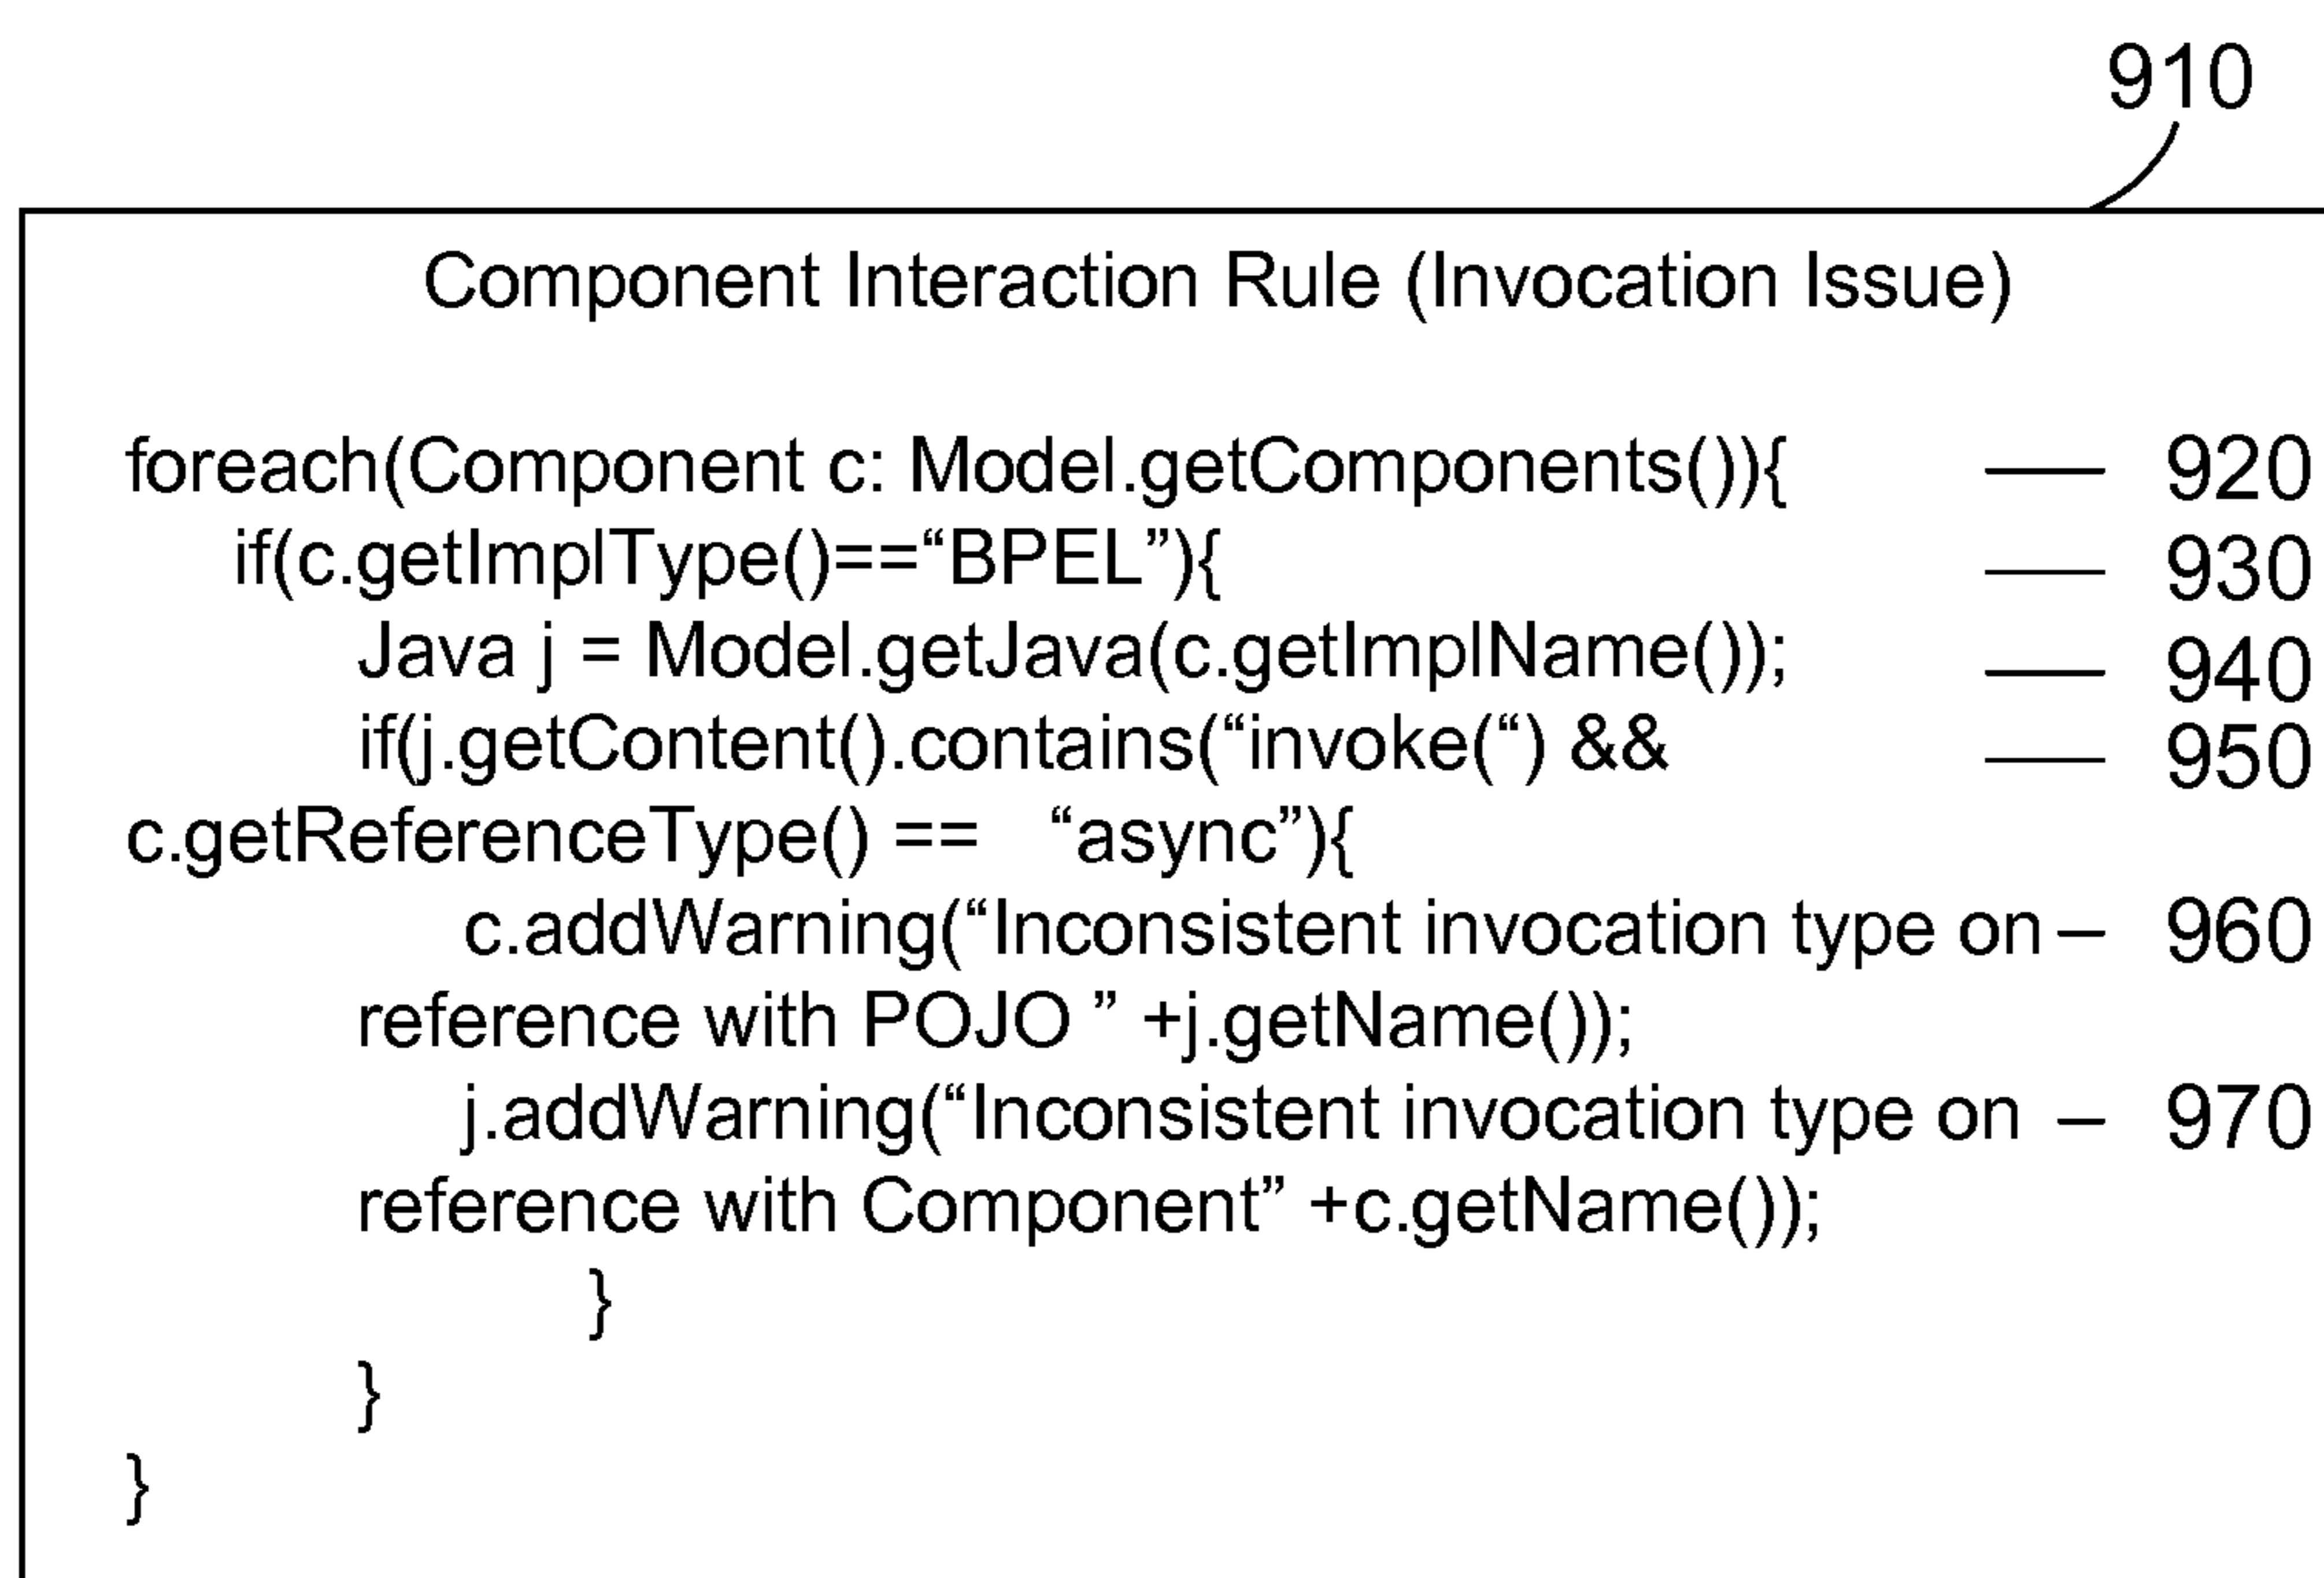 910
Component Interaction Rule (Invocation Issue)
foreach(Component c: Model.getComponents()){ — 920
if(c.getImplType()==“BPEL”){ — 930
Java j = Model.getJava(c.getImplName()); — 940
if(j.getContent().contains(“invoke(“) && — 950
c.getReferenceType() == “async”){
c.addWarning(“Inconsistent invocation type on – 960
reference with POJO ” +j.getName());
j.addWarning(“Inconsistent invocation type on – 970
reference with Component” +c.getName());
}
}
}